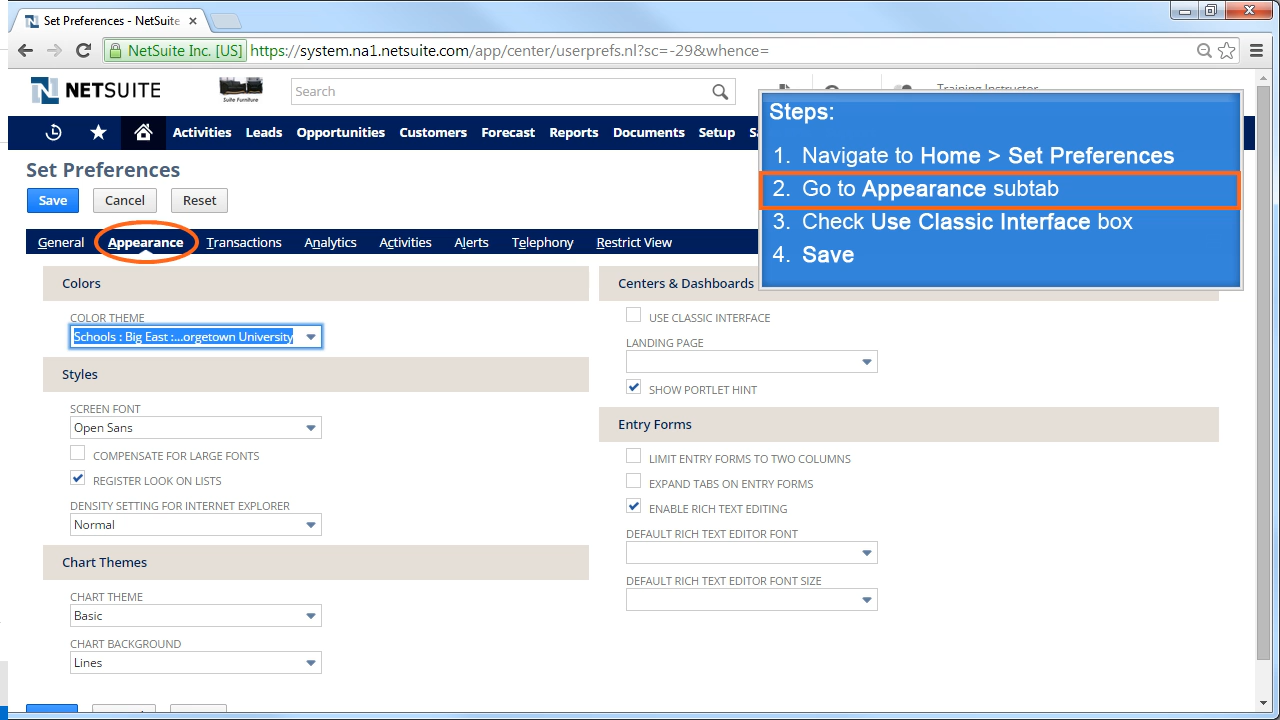 Set Preferences - NetSuite
NetSuite Inc. [US] https://system.na1.netsuite.com/app/center/userprefs.nl?sc=-29&whence=
NETSUITE
Suite Furniture
Search
Training Instructor
Activities Leads Opportunities Customers Forecast Reports Documents Setup
Set Preferences
Save Cancel Reset
General Appearance Transactions Analytics Activities Alerts Telephony Restrict View
Steps:
1. Navigate to Home > Set Preferences
2. Go to Appearance subtab
3. Check Use Classic Interface box
4. Save
Colors
COLOR THEME
Schools : Big East :...orgetown University
Styles
SCREEN FONT
Open Sans
COMPENSATE FOR LARGE FONTS
REGISTER LOOK ON LISTS
DENSITY SETTING FOR INTERNET EXPLORER
Normal
Chart Themes
CHART THEME
Basic
CHART BACKGROUND
Lines
Centers & Dashboards
USE CLASSIC INTERFACE
LANDING PAGE
SHOW PORTLET HINT
Entry Forms
LIMIT ENTRY FORMS TO TWO COLUMNS
EXPAND TABS ON ENTRY FORMS
ENABLE RICH TEXT EDITING
DEFAULT RICH TEXT EDITOR FONT
DEFAULT RICH TEXT EDITOR FONT SIZE